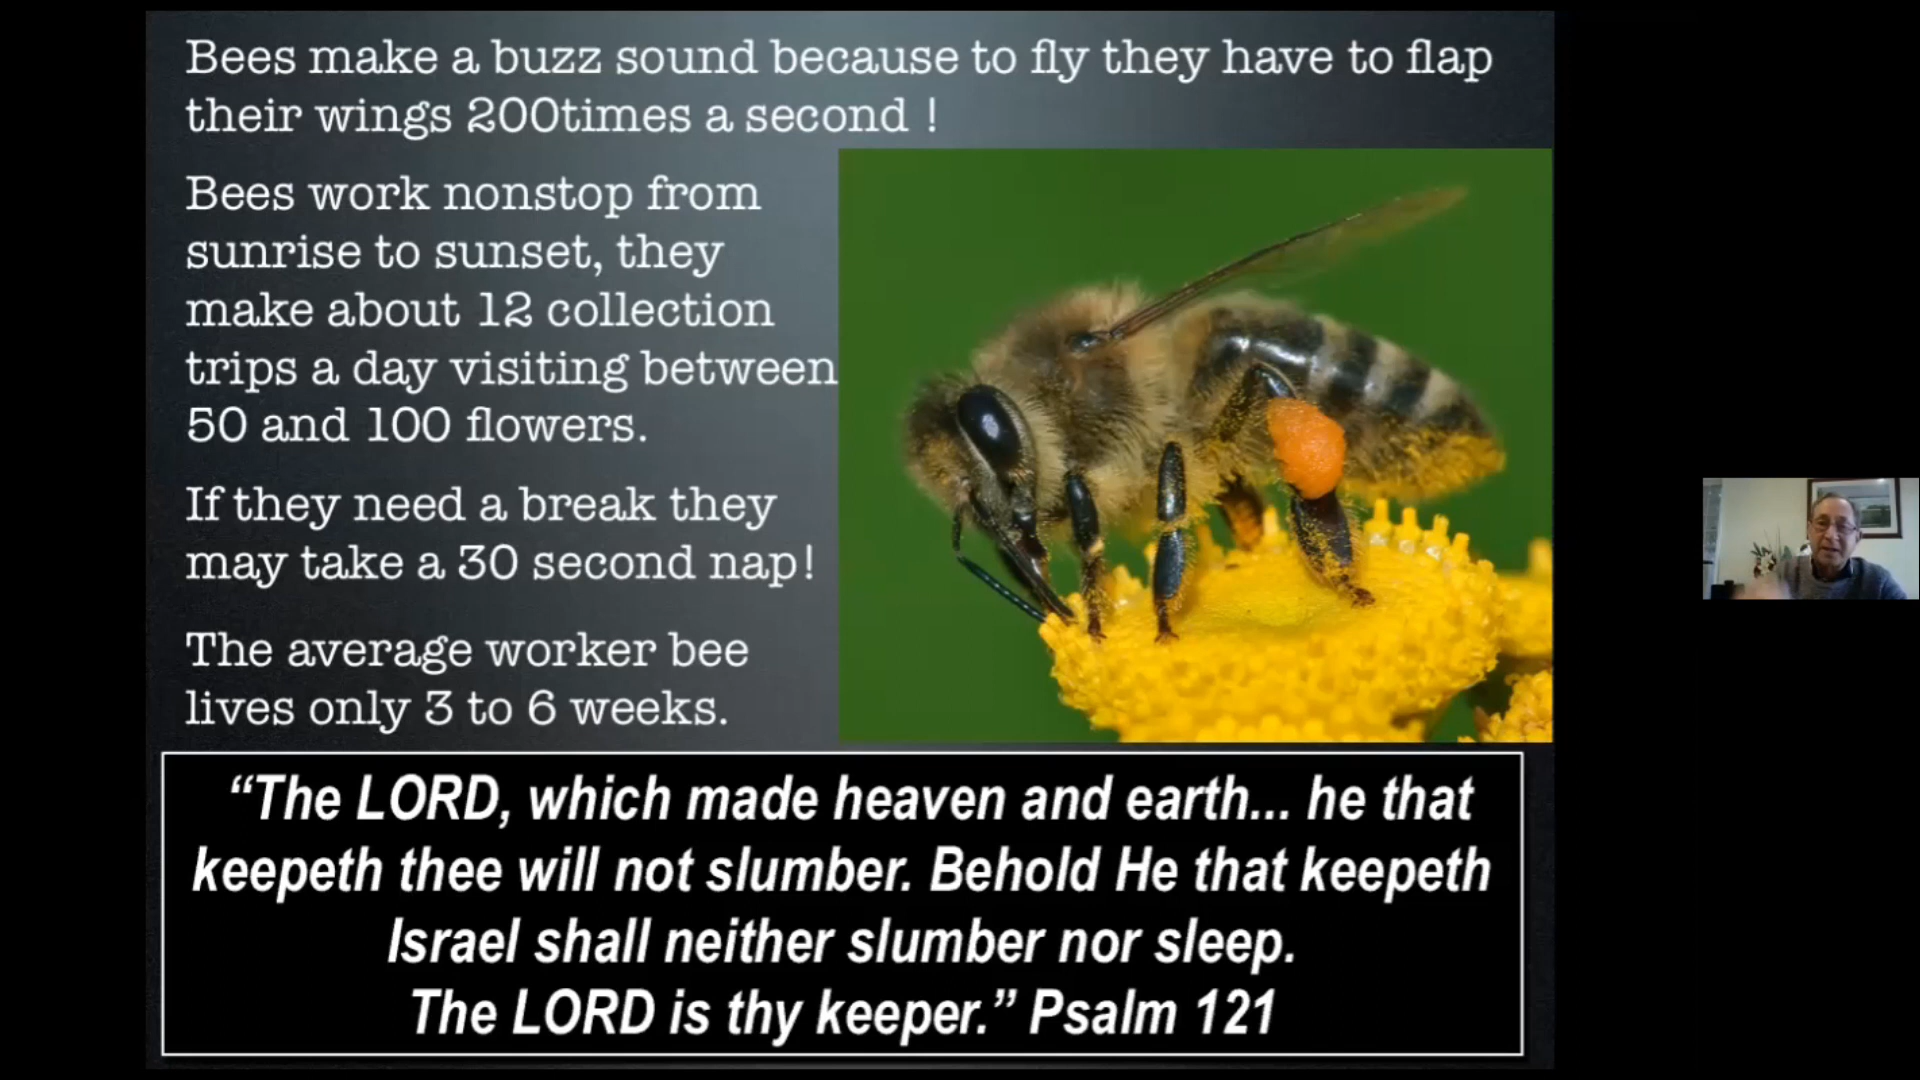 Bees make a buzz sound because to fly they have to flap
their wings 200times a second !
Bees work nonstop from
sunrise to sunset, they
make about 12 collection
trips a day visiting between
50 and 100 flowers.
If they need a break they
may take a 30 second nap!
The average worker bee
lives only 3 to 6 weeks.
“The LORD, which made heaven and earth... he that
keepeth thee will not slumber. Behold He that keepeth
Israel shall neither slumber nor sleep.
The LORD is thy keeper.” Psalm 121